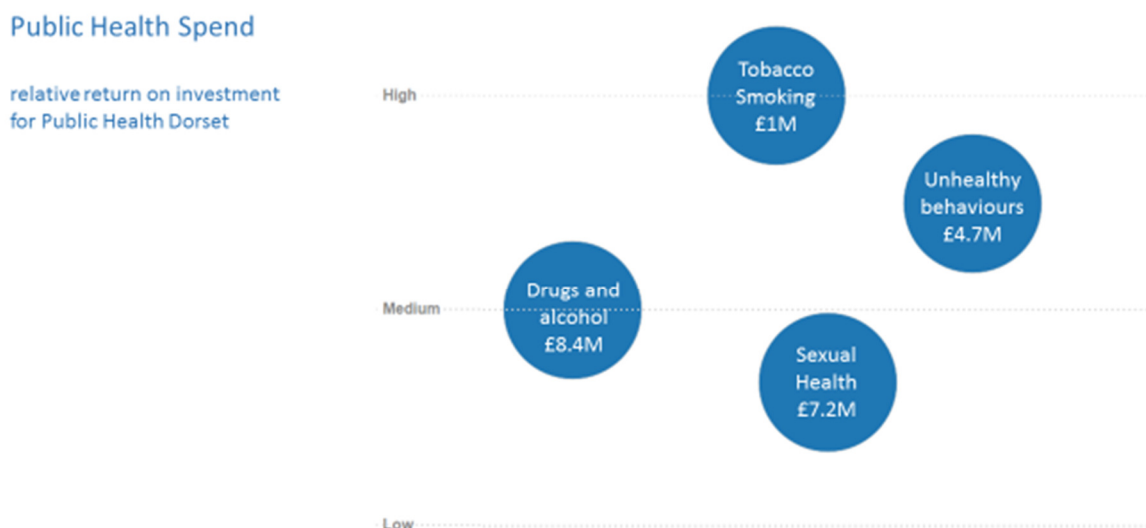 Public Health Spend
relative return on investment
for Public Health Dorset
High
Tobacco
Smoking
£1M
Unhealthy
behaviours
£4.7M
Medium
Drugs and
alcohol
£8.4M
Sexual
Health
£7.2M
Low